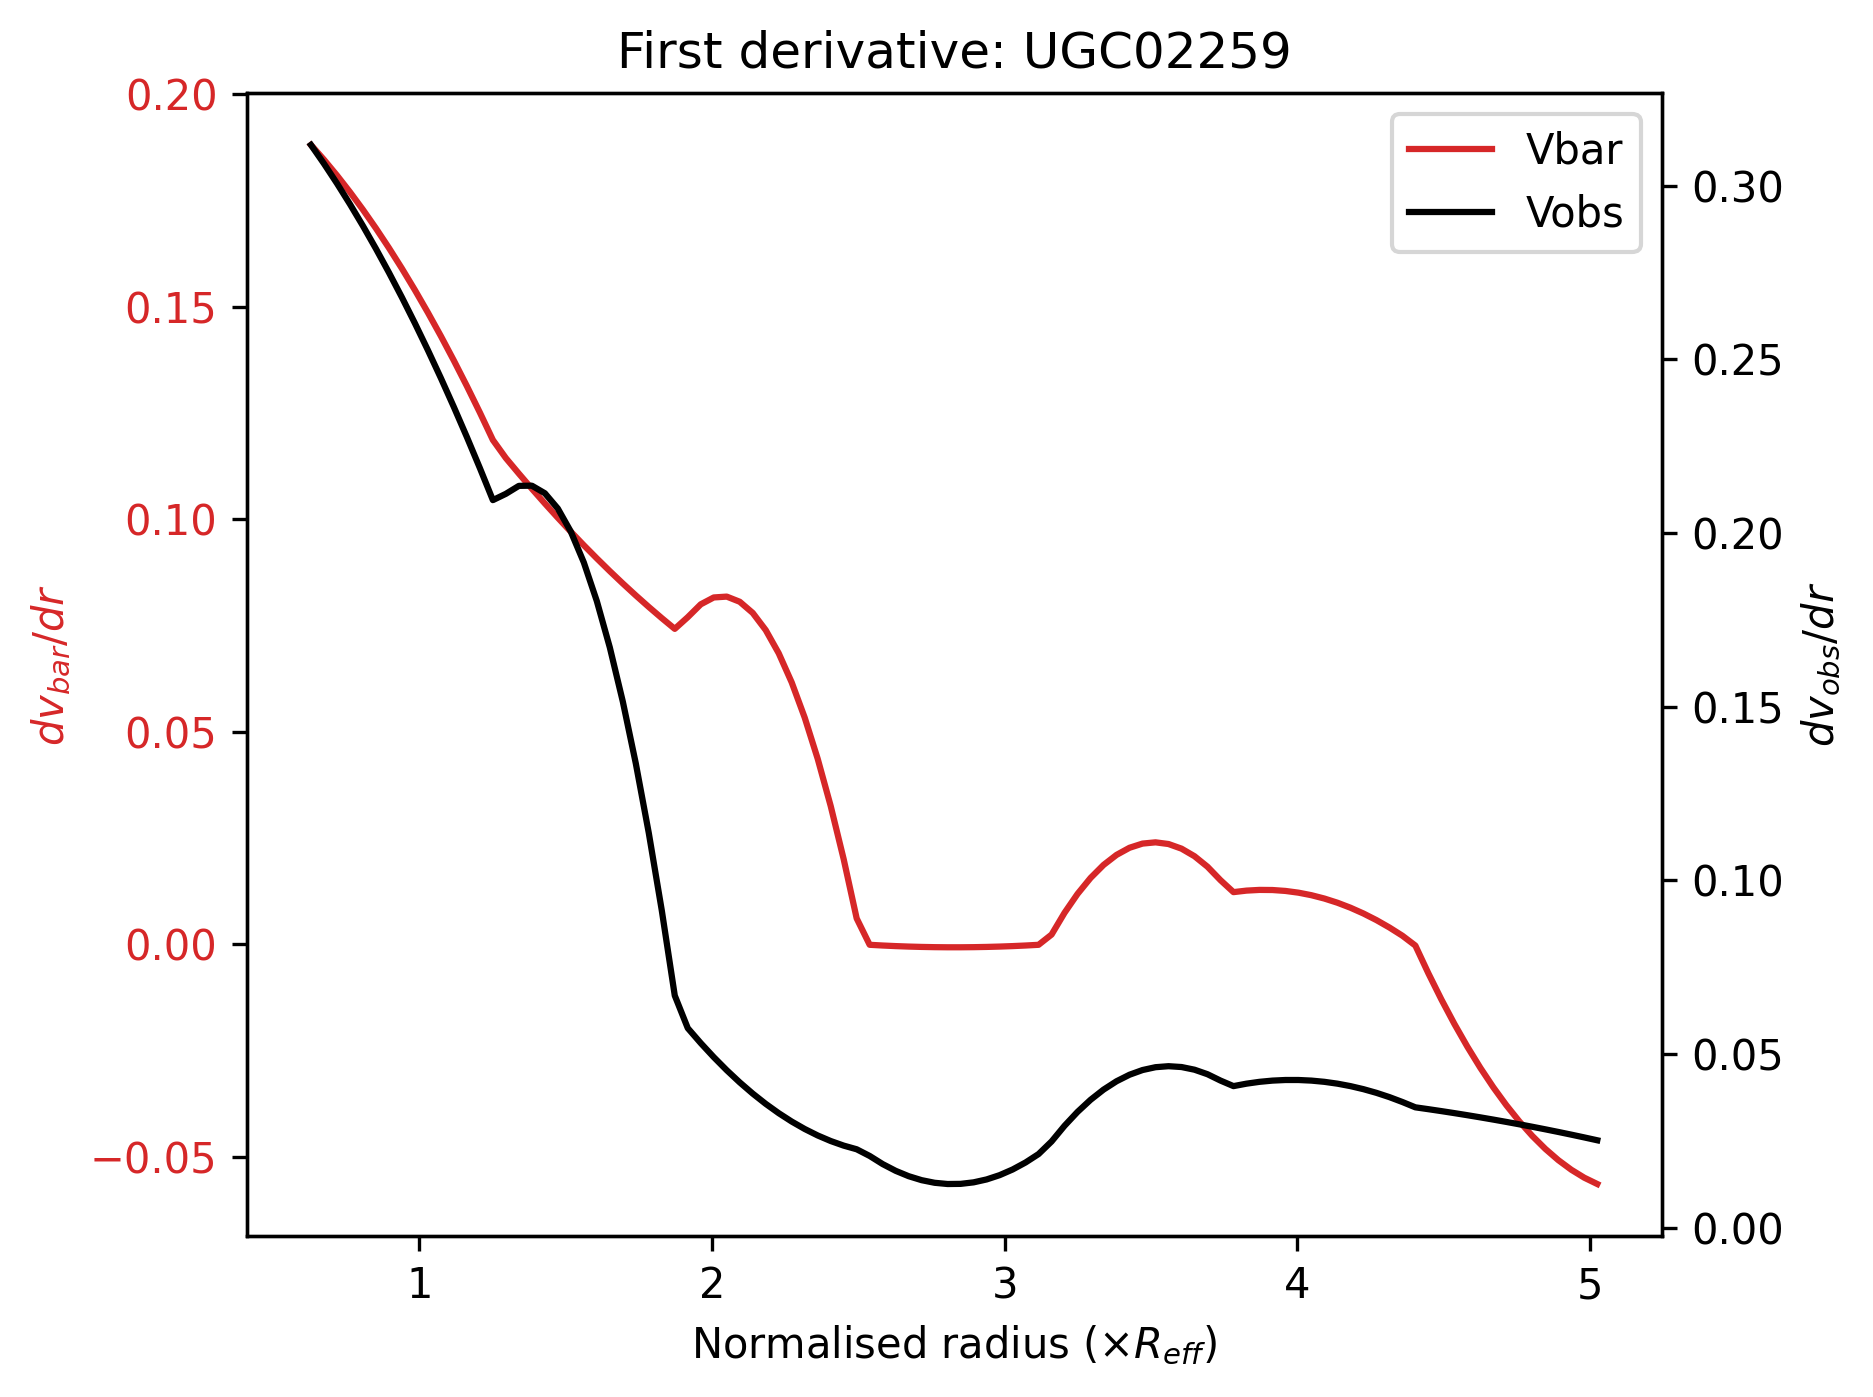 First derivative: UGC02259
0.20
0.15
0.10
0.05
0.00
−0.05
dv_bar/dr
Vbar
Vobs
0.30
0.25
0.20
0.15
0.10
0.05
0.00
dv_obs/dr
1 2 3 4 5
Normalised radius (×R_eff)